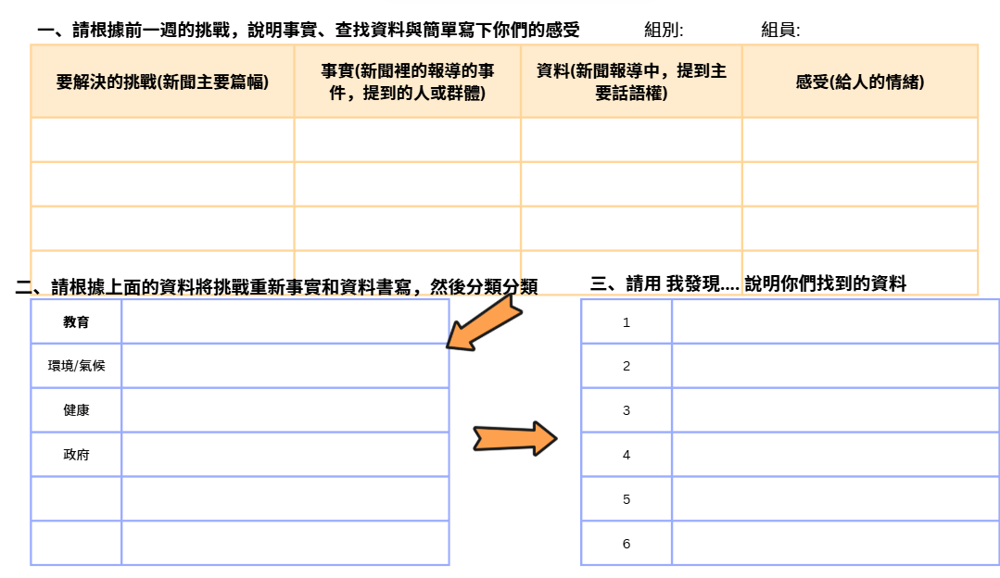 一、請根據前一週的挑戰，說明事實、查找資料與簡單寫下你們的感受
組別:
組員:
要解決的挑戰(新聞主要篇幅)
事實(新聞裡的報導的事
件，提到的人或群體)
資料(新聞報導中，提到主
要話語權)
感受(給人的情緒)
二、請根據上面的資料將挑戰重新事實和資料書寫，然後分類分類
教育
環境/氣候
健康
政府
三、請用 我發現.... 說明你們找到的資料
1
2
3
4
5
6